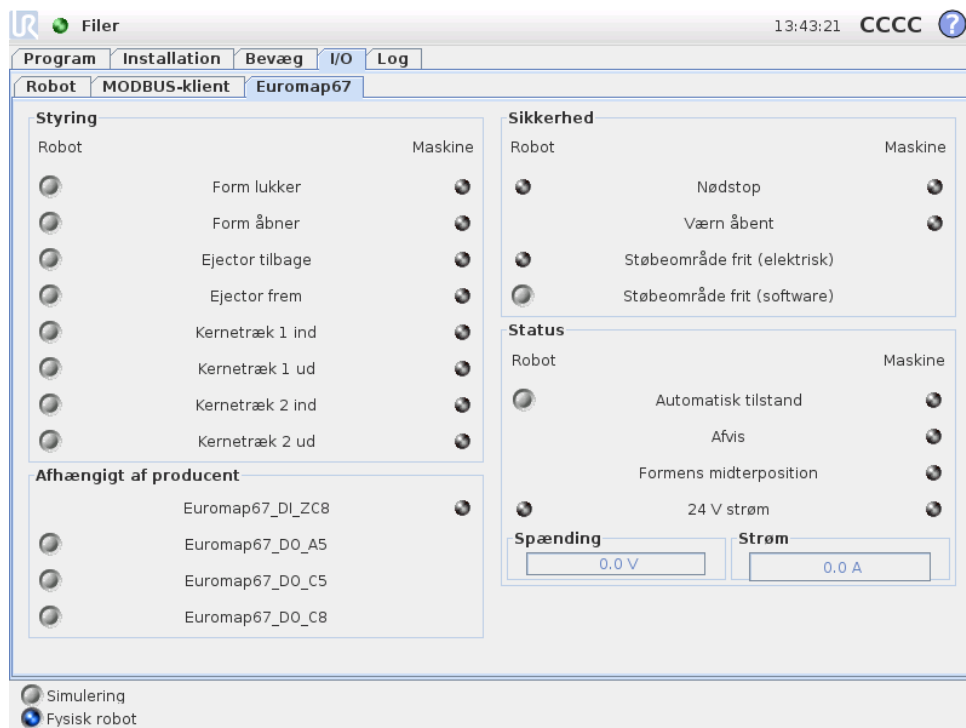 UR Filer 13:43:21 CCCC ?
Program Installation Bevæg I/O Log
Robot MODBUS-klient Euromap67
Styring
Robot Maskine
Form lukker
Form åbner
Ejector tilbage
Ejector frem
Kernetræk 1 ind
Kernetræk 1 ud
Kernetræk 2 ind
Kernetræk 2 ud
Afhængigt af producent
Euromap67_DI_ZC8
Euromap67_DO_A5
Euromap67_DO_C5
Euromap67_DO_C8
Sikkerhed
Robot Maskine
Nødstop
Værn åbent
Støbeområde frit (elektrisk)
Støbeområde frit (software)
Status
Robot Maskine
Automatisk tilstand
Afvis
Formens midterposition
24 V strøm
Spænding Strøm
0.0 V 0.0 A
Simulering
Fysisk robot